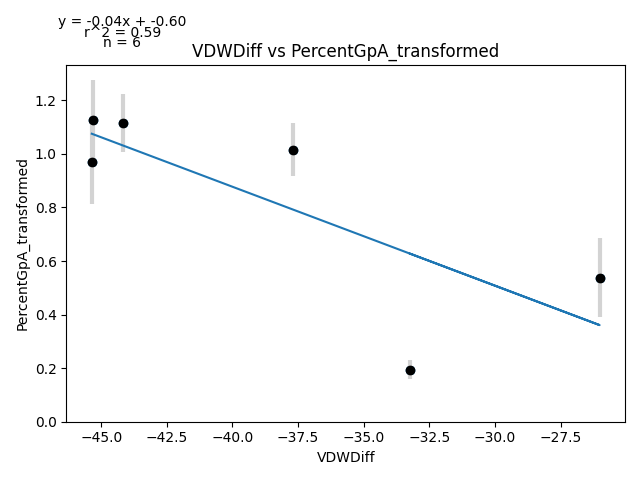 y = -0.04x + -0.60
r^2 = 0.59
n = 6
VDWDiff vs PercentGpA_transformed
PercentGpA_transformed
1.2
1.0
0.8
0.6
0.4
0.2
0.0
−45.0 −42.5 −40.0 −37.5 −35.0 −32.5 −30.0 −27.5
VDWDiff